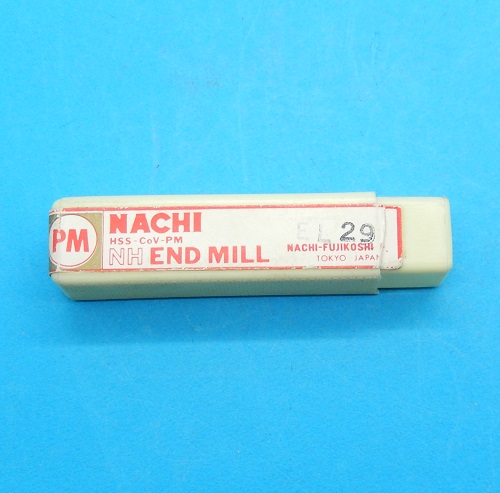 PM
NACHI
HSS-CoV-PM
NH END MILL
EL 29
NACHI-FUJIKOSHI
TOKYO JAPAN